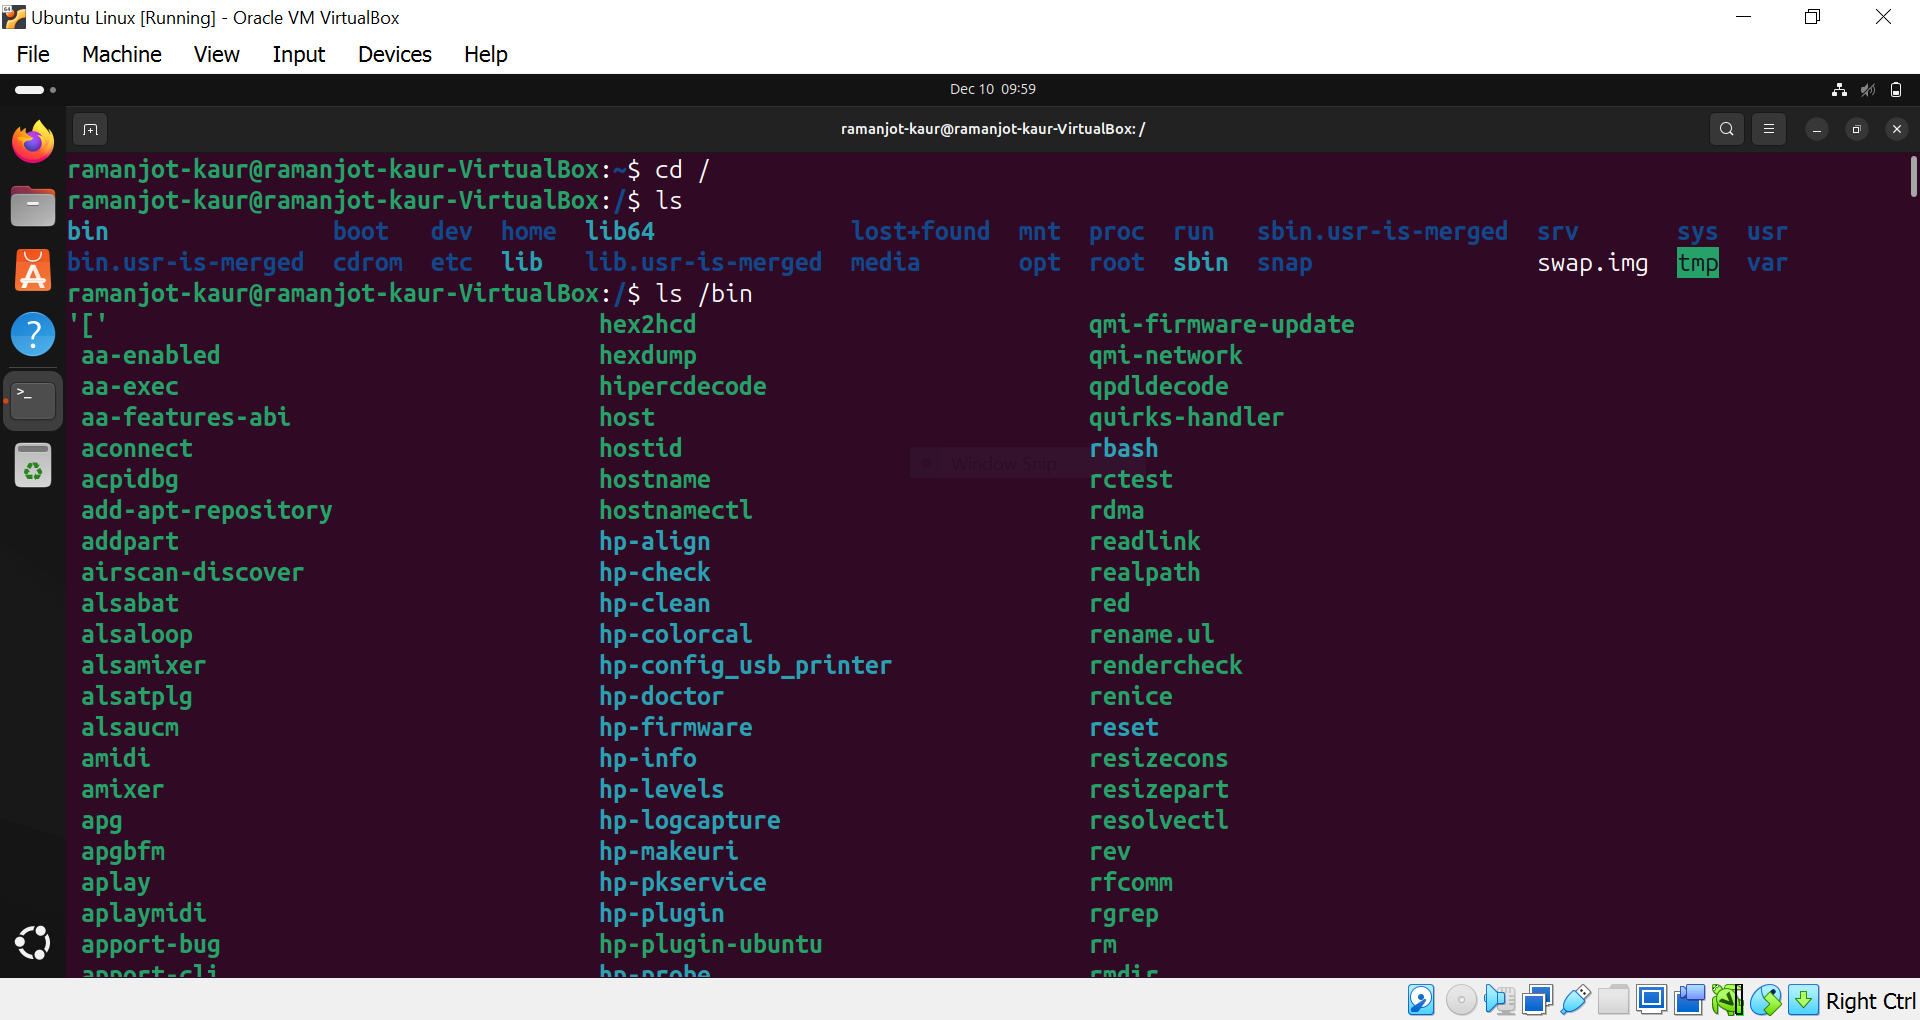 Ubuntu Linux [Running] - Oracle VM VirtualBox
File Machine View Input Devices Help
Dec 10 09:59
ramanjot-kaur@ramanjot-kaur-VirtualBox: /
ramanjot-kaur@ramanjot-kaur-VirtualBox:~$ cd /
ramanjot-kaur@ramanjot-kaur-VirtualBox:/$ ls
bin boot dev home lib64 lost+found mnt proc run sbin.usr-is-merged srv sys usr
bin.usr-is-merged cdrom etc lib lib.usr-is-merged media opt root sbin snap swap.img tmp var
ramanjot-kaur@ramanjot-kaur-VirtualBox:/$ ls /bin
'[' hex2hcd qmi-firmware-update
aa-enabled hexdump qmi-network
aa-exec hipercdecode qpdldecode
aa-features-abi host quirks-handler
aconnect hostid rbash
Window Snip
acpidbg hostname rctest
add-apt-repository hostnamectl rdma
addpart hp-align readlink
airscan-discover hp-check realpath
alsabat hp-clean red
alsaloop hp-colorcal rename.ul
alsamixer hp-config_usb_printer rendercheck
alsatplg hp-doctor renice
alsaucm hp-firmware reset
amidi hp-info resizecons
amixer hp-levels resizepart
apg hp-logcapture resolvectl
apgbfm hp-makeuri rev
aplay hp-pkservice rfcomm
aplaymidi hp-plugin rgrep
apport-bug hp-plugin-ubuntu rm
apport-cli hp-probe rmdir
Right Ctrl